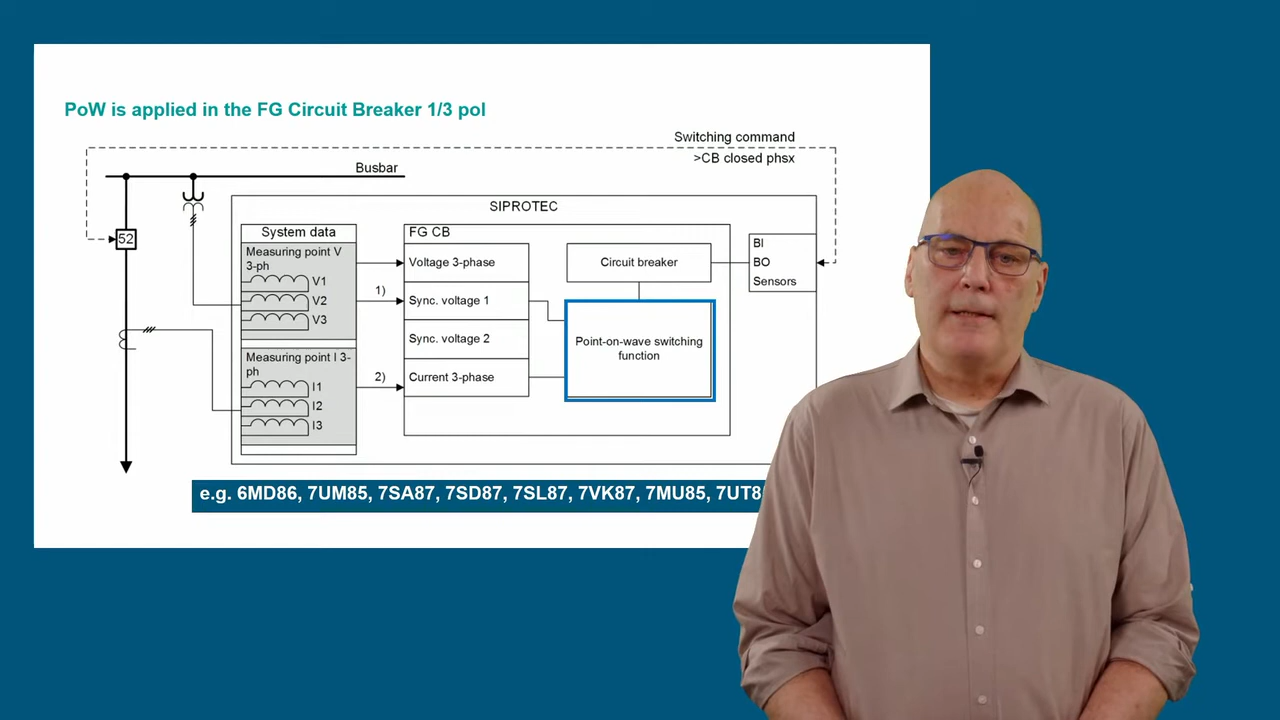 PoW is applied in the FG Circuit Breaker 1/3 pol
Switching command
>CB closed phsx
Busbar
SIPROTEC
52
System data
Measuring point V
3-ph
V1
V2
V3
Measuring point I 3-
ph
I1
I2
I3
1)
2)
FG CB
Voltage 3-phase
Sync. voltage 1
Sync. voltage 2
Current 3-phase
Circuit breaker
Point-on-wave switching
function
BI
BO
Sensors
e.g. 6MD86, 7UM85, 7SA87, 7SD87, 7SL87, 7VK87, 7MU85,